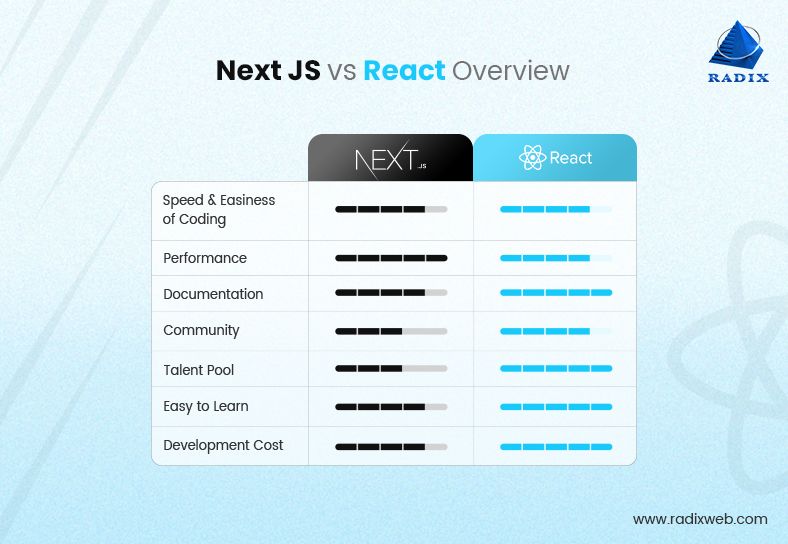 Next JS vs React Overview
RADIX
NEXT.JS
React
Speed & Easiness
of Coding
Performance
Documentation
Community
Talent Pool
Easy to Learn
Development Cost
www.radixweb.com